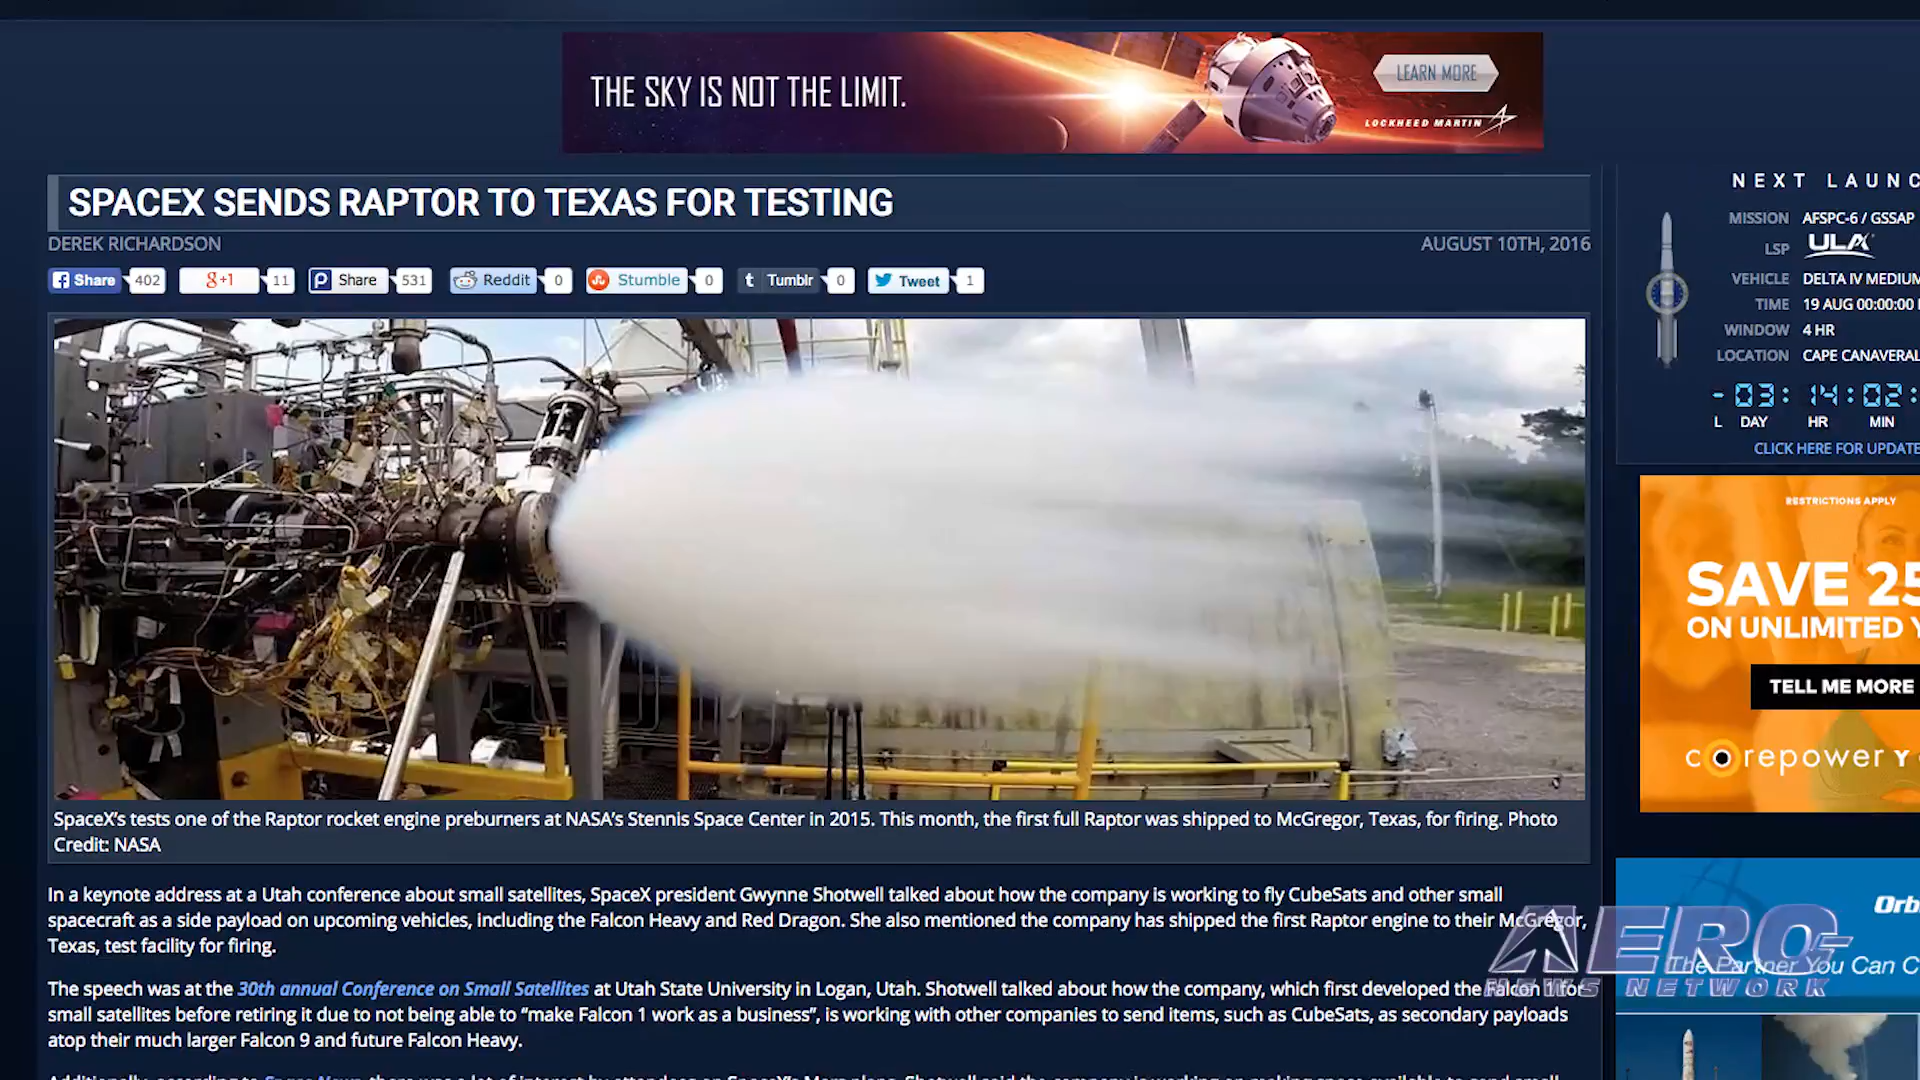 THE SKY IS NOT THE LIMIT.
LEARN MORE
LOCKHEED MARTIN
SPACEX SENDS RAPTOR TO TEXAS FOR TESTING
DEREK RICHARDSON
AUGUST 10TH, 2016
Share 402
g+1 11
Share 531
Reddit 0
Stumble 0
t Tumblr 0
Tweet 1
SpaceX's tests one of the Raptor rocket engine preburners at NASA's Stennis Space Center in 2015. This month, the first full Raptor was shipped to McGregor, Texas, for firing. Photo
Credit: NASA
In a keynote address at a Utah conference about small satellites, SpaceX president Gwynne Shotwell talked about how the company is working to fly CubeSats and other small
spacecraft as a side payload on upcoming vehicles, including the Falcon Heavy and Red Dragon. She also mentioned the company has shipped the first Raptor engine to their McGregor,
Texas, test facility for firing.
The speech was at the 30th annual Conference on Small Satellites at Utah State University in Logan, Utah. Shotwell talked about how the company, which first developed the Falcon 1 for
small satellites before retiring it due to not being able to "make Falcon 1 work as a business", is working with other companies to send items, such as CubeSats, as secondary payloads
atop their much larger Falcon 9 and future Falcon Heavy.
NEXT LAUNC
MISSION AFSPC-6 / GSSAP
LSP ULA
VEHICLE DELTA IV MEDIUM
TIME 19 AUG 00:00:00
WINDOW 4 HR
LOCATION CAPE CANAVERAL
- 03: 14: 02:
L DAY HR MIN
CLICK HERE FOR UPDATE
RESTRICTIONS APPLY
SAVE 25
ON UNLIMITED Y
TELL ME MORE
corepower Y
Orb
The Partner You Can C
AERO-
NEWS NETWORK